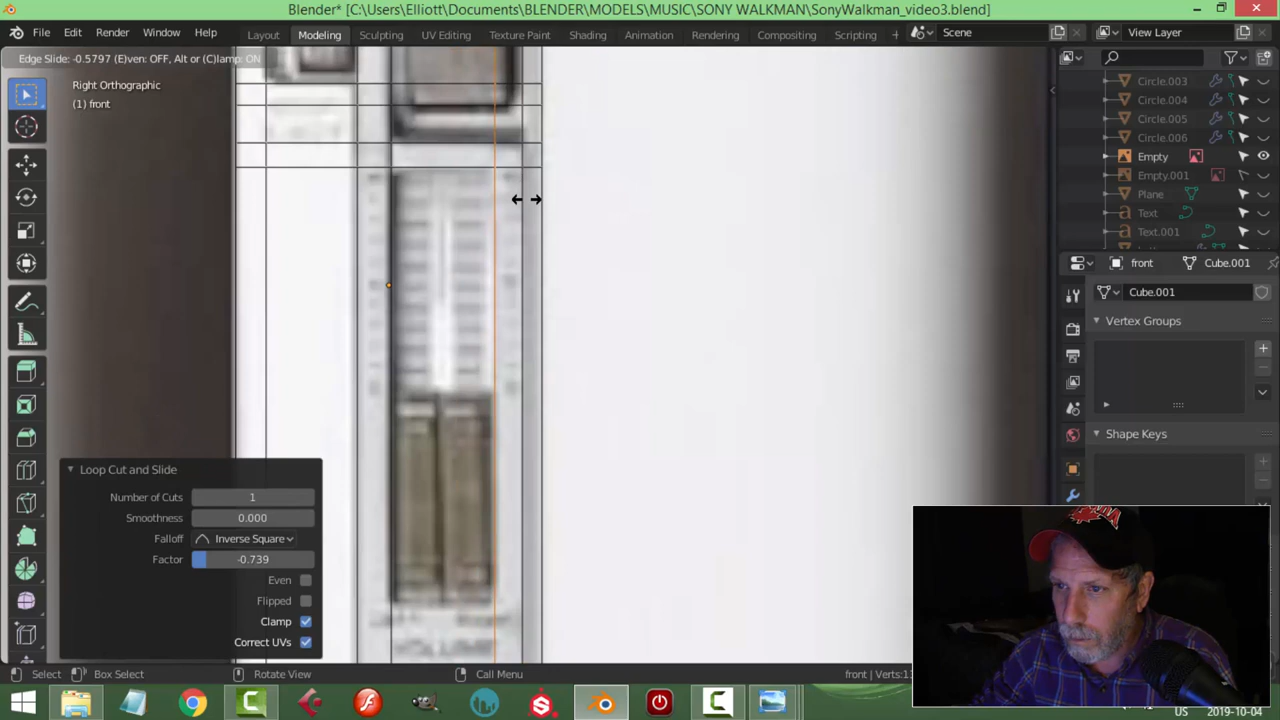 Blender* [C:\Users\Elliott\Documents\BLENDER\MODELS\MUSIC\SONY WALKMAN\SonyWalkman_video3.blend]
File Edit Render Window Help Layout Modeling Sculpting UV Editing Texture Paint Shading Animation Rendering Compositing Scripting + Scene View Layer
Edge Slide: -0.5797 (E)ven: OFF, Alt or (C)lamp: ON
Right Orthographic
(1) front
Circle.003
Circle.004
Circle.005
Circle.006
Empty
Empty.001
Plane
Text
Text.001
front Cube.001
Cube.001
Vertex Groups
Shape Keys
Loop Cut and Slide
Number of Cuts 1
Smoothness 0.000
Falloff Inverse Square
Factor -0.739
Even
Flipped
Clamp
Correct UVs
VOLUME
Select Box Select Rotate View Call Menu front | Verts:1
2019-10-04